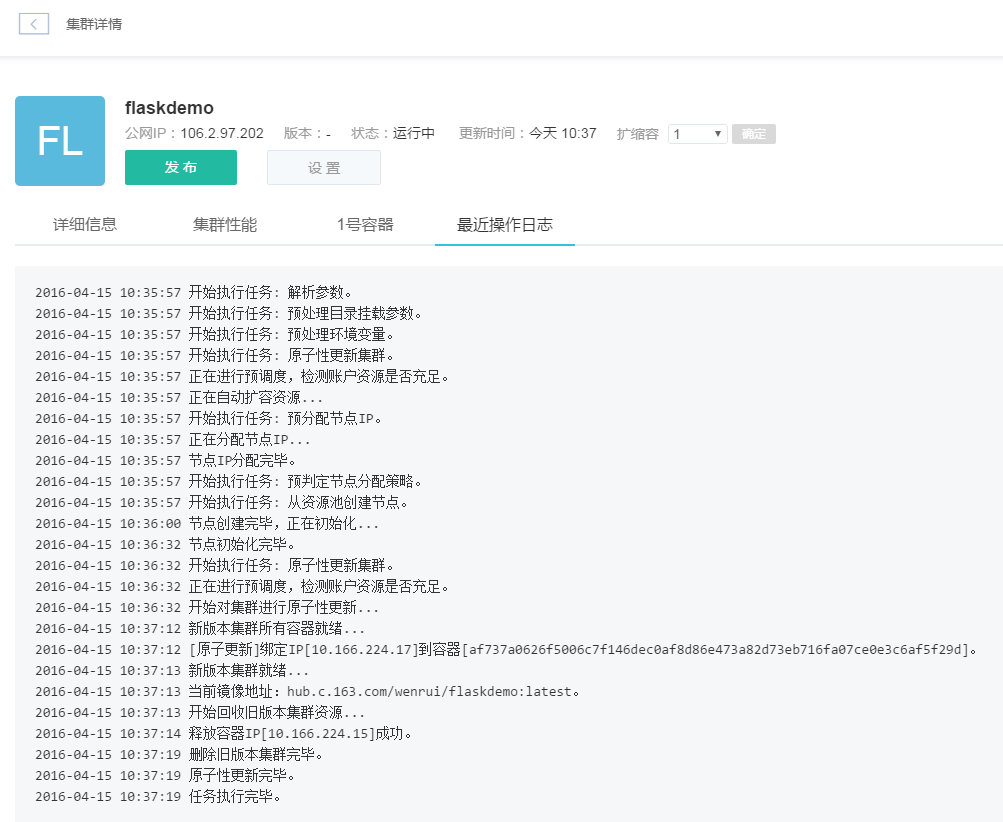 集群详情
FL
flaskdemo
公网IP：106.2.97.202 版本：- 状态：运行中 更新时间：今天 10:37 扩缩容 1 确定
发 布 设 置
详细信息 集群性能 1号容器 最近操作日志
2016-04-15 10:35:57 开始执行任务: 解析参数。
2016-04-15 10:35:57 开始执行任务: 预处理目录挂载参数。
2016-04-15 10:35:57 开始执行任务: 预处理环境变量。
2016-04-15 10:35:57 开始执行任务: 原子性更新集群。
2016-04-15 10:35:57 正在进行预调度，检测账户资源是否充足。
2016-04-15 10:35:57 正在自动扩容资源...
2016-04-15 10:35:57 开始执行任务: 预分配节点IP。
2016-04-15 10:35:57 正在分配节点IP...
2016-04-15 10:35:57 节点IP分配完毕。
2016-04-15 10:35:57 开始执行任务: 预判定节点分配策略。
2016-04-15 10:35:57 开始执行任务: 从资源池创建节点。
2016-04-15 10:36:00 节点创建完毕，正在初始化...
2016-04-15 10:36:32 节点初始化完毕。
2016-04-15 10:36:32 开始执行任务: 原子性更新集群。
2016-04-15 10:36:32 正在进行预调度，检测账户资源是否充足。
2016-04-15 10:36:32 开始对集群进行原子性更新...
2016-04-15 10:37:12 新版本集群所有容器就绪...
2016-04-15 10:37:12 [原子更新]绑定IP[10.166.224.17]到容器[af737a0626f5006c7f146dec0af8d86e473a82d73eb716fa07ce0e3c6af5f29d]。
2016-04-15 10:37:13 新版本集群就绪...
2016-04-15 10:37:13 当前镜像地址：hub.c.163.com/wenrui/flaskdemo:latest。
2016-04-15 10:37:13 开始回收旧版本集群资源...
2016-04-15 10:37:14 释放容器IP[10.166.224.15]成功。
2016-04-15 10:37:19 删除旧版本集群完毕。
2016-04-15 10:37:19 原子性更新完毕。
2016-04-15 10:37:19 任务执行完毕。